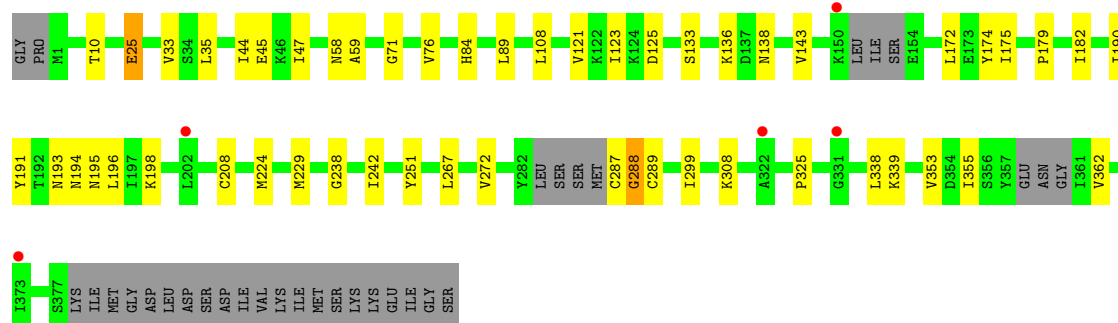 GLY PRO M1 T10 E25 V33 S34 L35 I44 E45 K46 I47 N58 A59 G71 V76 H84 L89 L108 V121 K122 I123 K124 D125 S133 K136 D137 N138 V143 K150 LEU ILE SER E154 L172 E173 Y174 I175 P179 I182 I190
Y191 T192 N193 N194 N195 L196 I197 K198 L202 C208 M224 M229 G238 I242 Y251 L267 V272 Y282 LEU SER SER MET C287 G288 C289 I299 K308 A322 P325 G331 L338 K339 V353 D354 I355 S356 Y357 GLU ASN GLY I361 V362
I373 S377 LYS ILE MET GLY ASP LEU ASP SER ASP ILE VAL LYS ILE MET SER LYS LYS GLU ILE GLY SER